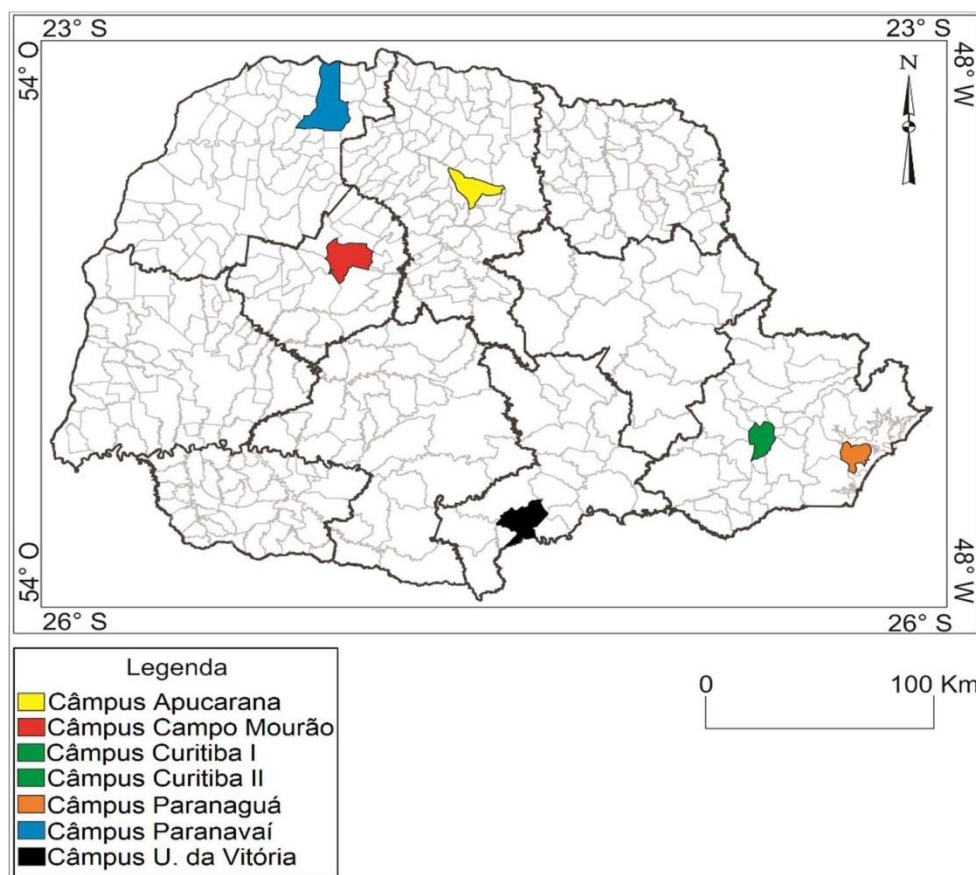 23° S
23° S
54° O
48° W
N
54° O
48° W
26° S
26° S
Legenda
Câmpus Apucarana
Câmpus Campo Mourão
Câmpus Curitiba I
Câmpus Curitiba II
Câmpus Paranaguá
Câmpus Paranavaí
Câmpus U. da Vitória
0
100 Km